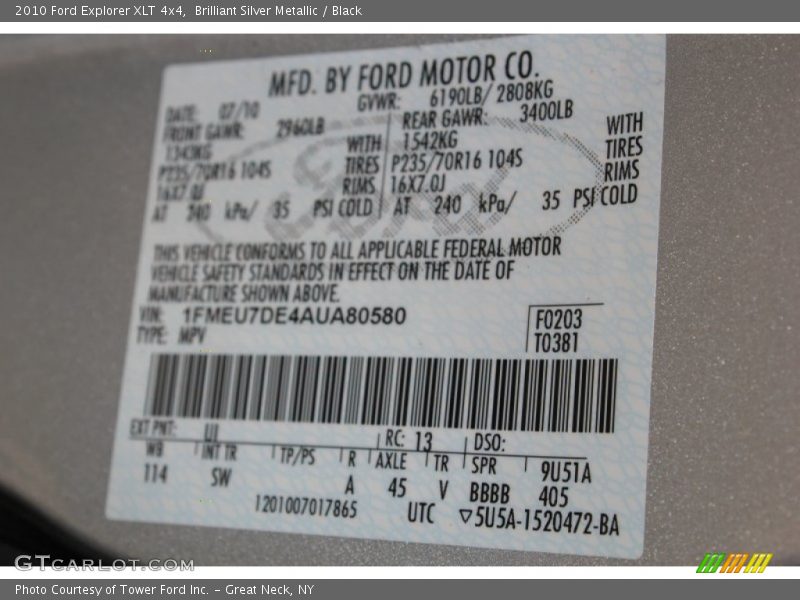 2010 Ford Explorer XLT 4x4, Brilliant Silver Metallic / Black
MFD. BY FORD MOTOR CO.
DATE: 07/10 GVWR: 6190LB/ 2808KG
FRONT GAWR: 2960LB REAR GAWR: 3400LB
1343KG WITH 1542KG WITH
P235/70R16 104S TIRES P235/70R16 104S TIRES
16X7.0J RIMS 16X7.0J RIMS
AT 240 kPa/ 35 PSI COLD AT 240 kPa/ 35 PSI COLD
THIS VEHICLE CONFORMS TO ALL APPLICABLE FEDERAL MOTOR
VEHICLE SAFETY STANDARDS IN EFFECT ON THE DATE OF
MANUFACTURE SHOWN ABOVE.
VIN: 1FMEU7DE4AUA80580 F0203
TYPE: MPV T0381
EXT PNT: UI RC: 13 DSO:
WB INT TR TP/PS R AXLE TR SPR 9U51A
114 SW A 45 V BBBB 405
1201007017865 UTC ▽5U5A-1520472-BA
GTCARLOT.COM
Photo Courtesy of Tower Ford Inc. – Great Neck, NY